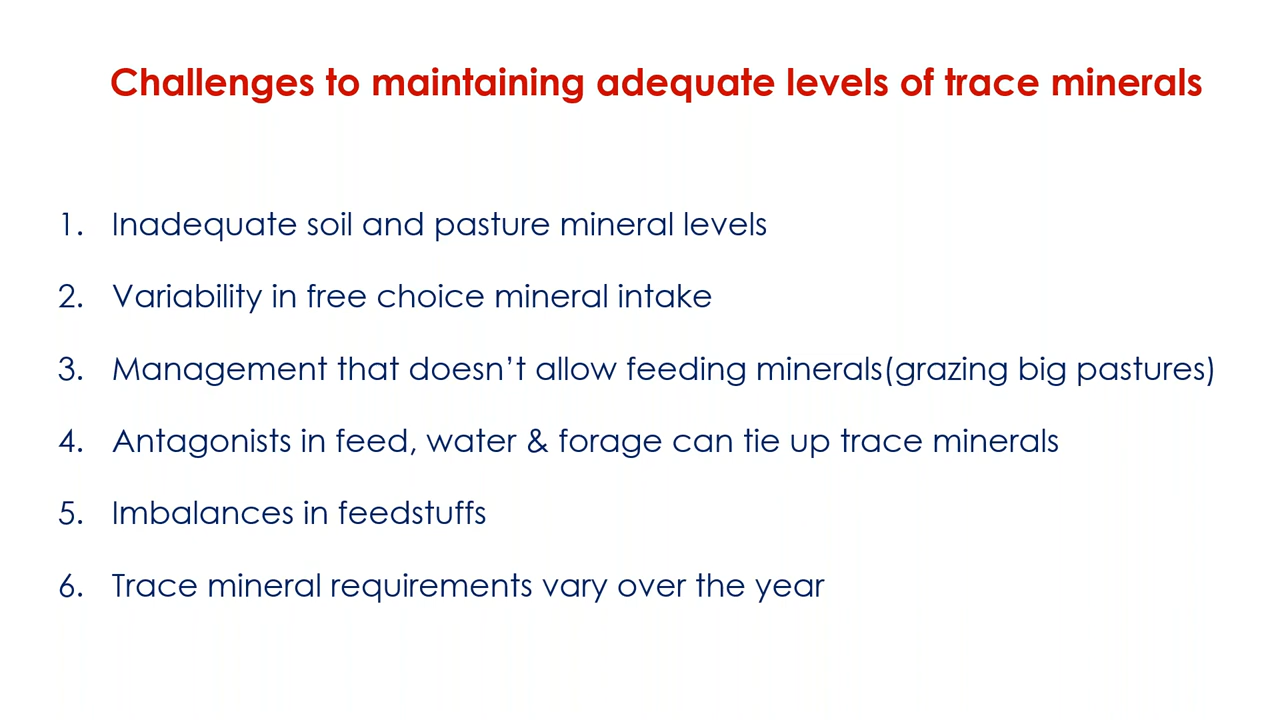 Challenges to maintaining adequate levels of trace minerals
1. Inadequate soil and pasture mineral levels
2. Variability in free choice mineral intake
3. Management that doesn’t allow feeding minerals(grazing big pastures)
4. Antagonists in feed, water & forage can tie up trace minerals
5. Imbalances in feedstuffs
6. Trace mineral requirements vary over the year